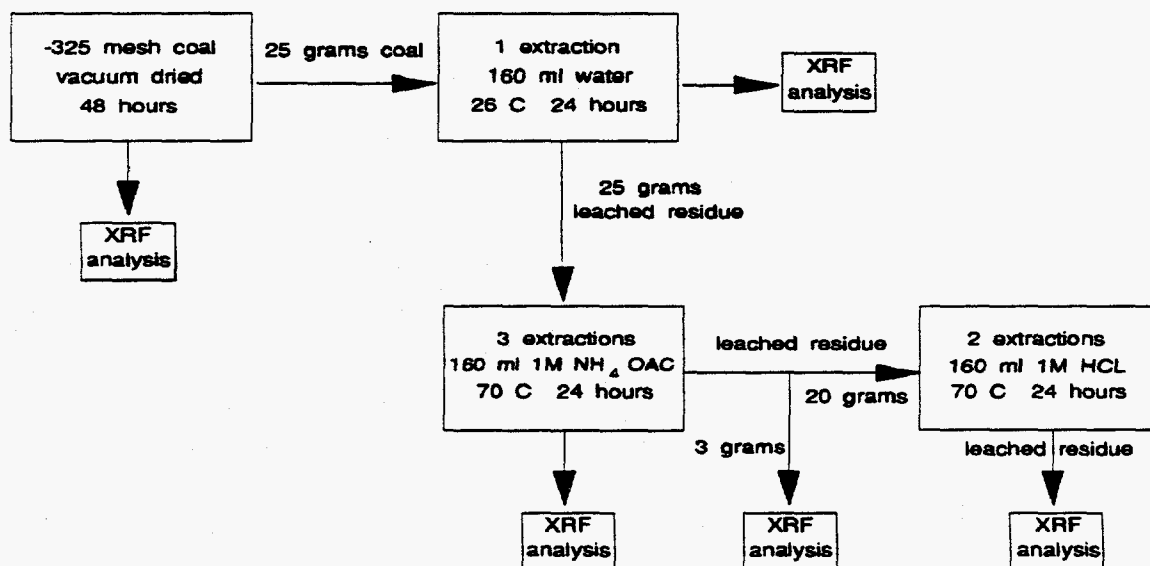 -325 mesh coal
vacuum dried
48 hours
25 grams coal
1 extraction
160 ml water
26 C 24 hours
XRF
analysis
XRF
analysis
25 grams
leached residue
3 extractions
160 ml 1M NH₄ OAC
70 C 24 hours
leached residue
20 grams
2 extractions
160 ml 1M HCL
70 C 24 hours
3 grams
leached residue
XRF
analysis
XRF
analysis
XRF
analysis